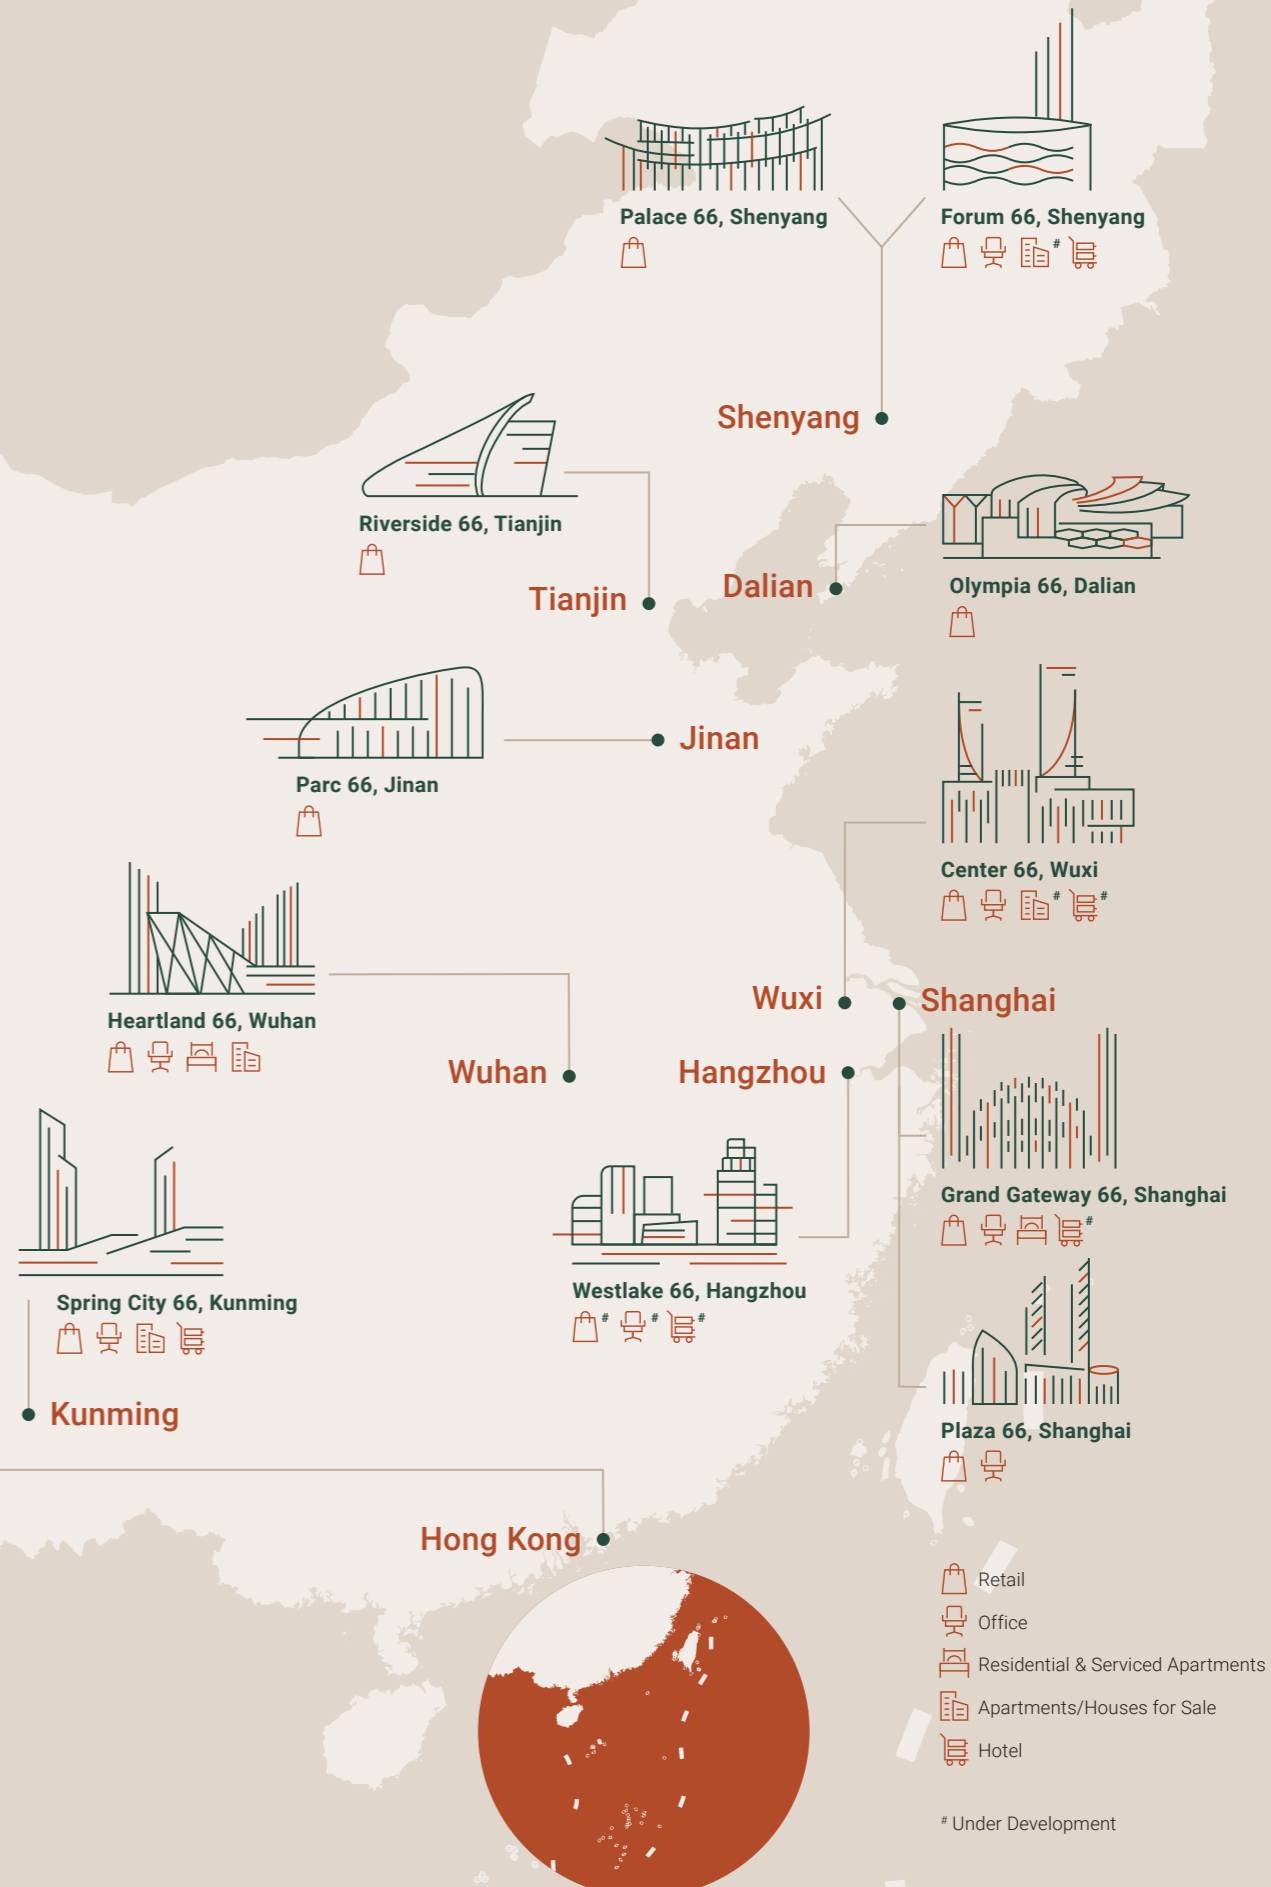 Palace 66, Shenyang
Forum 66, Shenyang
#
Shenyang
Riverside 66, Tianjin
Tianjin
Dalian
Olympia 66, Dalian
Parc 66, Jinan
Jinan
Center 66, Wuxi
# #
Heartland 66, Wuhan
Wuxi
Shanghai
Wuhan
Hangzhou
Grand Gateway 66, Shanghai
#
Westlake 66, Hangzhou
# # #
Spring City 66, Kunming
Kunming
Plaza 66, Shanghai
Hong Kong
Retail
Office
Residential & Serviced Apartments
Apartments/Houses for Sale
Hotel
# Under Development